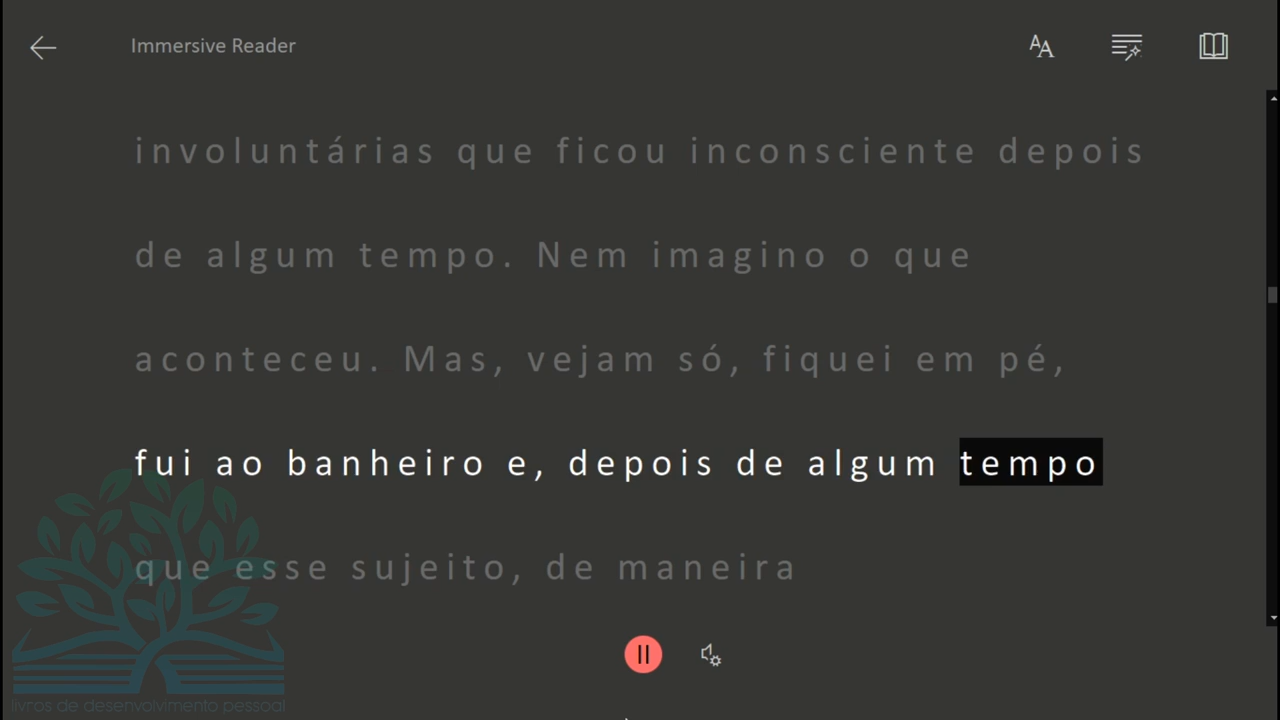 Immersive Reader
involuntárias que ficou inconsciente depois
de algum tempo. Nem imagino o que
aconteceu. Mas, vejam só, fiquei em pé,
fui ao banheiro e, depois de algum tempo
que esse sujeito, de maneira
livros de desenvolvimento pessoal